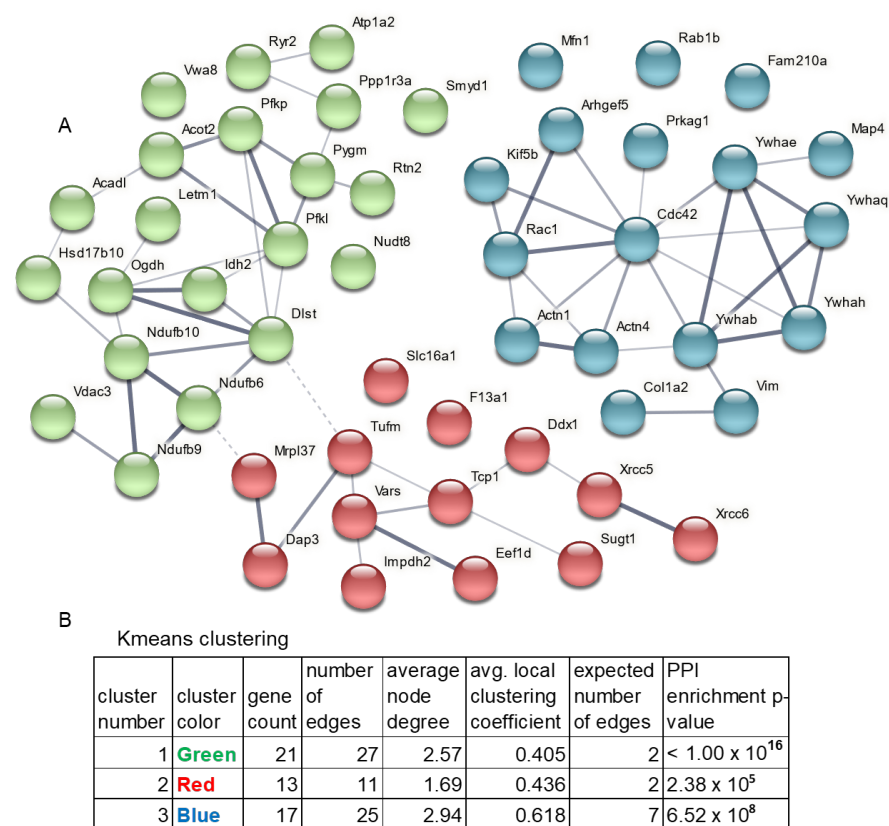 Atp1a2
Ryr2
Mfn1
Rab1b
Fam210a
Vwa8
Ppp1r3a
Smyd1
A
Pfkp
Arhgef5
Acot2
Prkag1
Ywhae
Map4
Pygm
Kif5b
Rtn2
Acadl
Letm1
Ywhaq
Pfkl
Rac1
Cdc42
Nudt8
Hsd17b10
Ogdh
Idh2
Ywhah
Dlst
Actn1
Actn4
Ywhab
Ndufb10
Slc16a1
Vdac3
Ndufb6
Col1a2
Vim
F13a1
Tufm
Ddx1
Ndufb9
Mrpl37
Tcp1
Xrcc5
Vars
Xrcc6
Dap3
Impdh2
Eef1d
Sugt1
B
Kmeans clustering
cluster number | cluster color | gene count | number of edges | average node degree | avg. local clustering coefficient | expected number of edges | PPI enrichment p-value
1 Green 21 27 2.57 0.405 2 < 1.00 x 10^16
2 Red 13 11 1.69 0.436 2 2.38 x 10^5
3 Blue 17 25 2.94 0.618 7 6.52 x 10^8